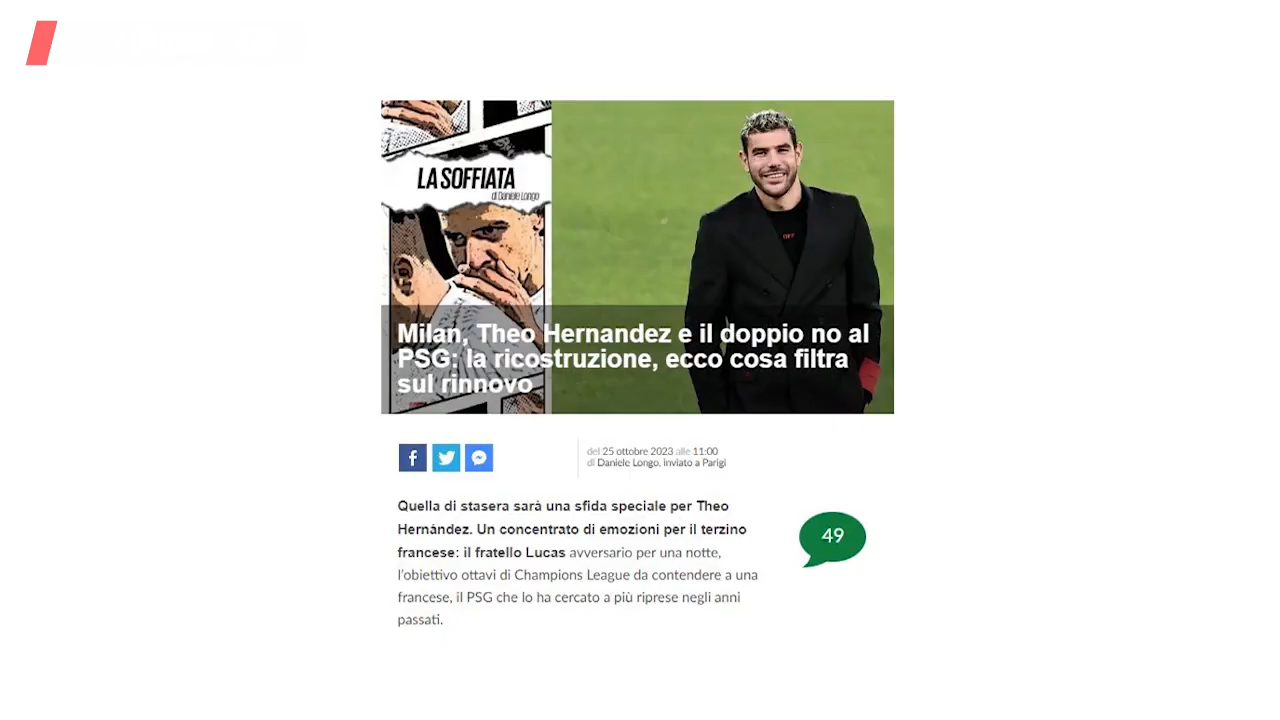 LA SOFFIATA
di Daniele Longo
OFF
Milan, Theo Hernandez e il doppio no al
PSG: la ricostruzione, ecco cosa filtra
sul rinnovo
del 25 ottobre 2023 alle 11:00
di Daniele Longo, inviato a Parigi
Quella di stasera sarà una sfida speciale per Theo
Hernández. Un concentrato di emozioni per il terzino
francese: il fratello Lucas avversario per una notte,
l'obiettivo ottavi di Champions League da contendere a una
francese, il PSG che lo ha cercato a più riprese negli anni
passati.
49